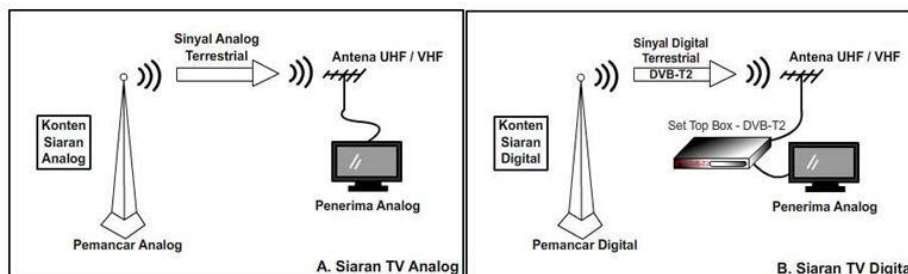 Sinyal Analog
Terrestrial
Antena UHF / VHF
Konten
Siaran
Analog
Penerima Analog
Pemancar Analog
A. Siaran TV Analog
Sinyal Digital
Terrestrial
DVB-T2
Antena UHF / VHF
Konten
Siaran
Digital
Set Top Box - DVB-T2
Penerima Analog
Pemancar Digital
B. Siaran TV Digital